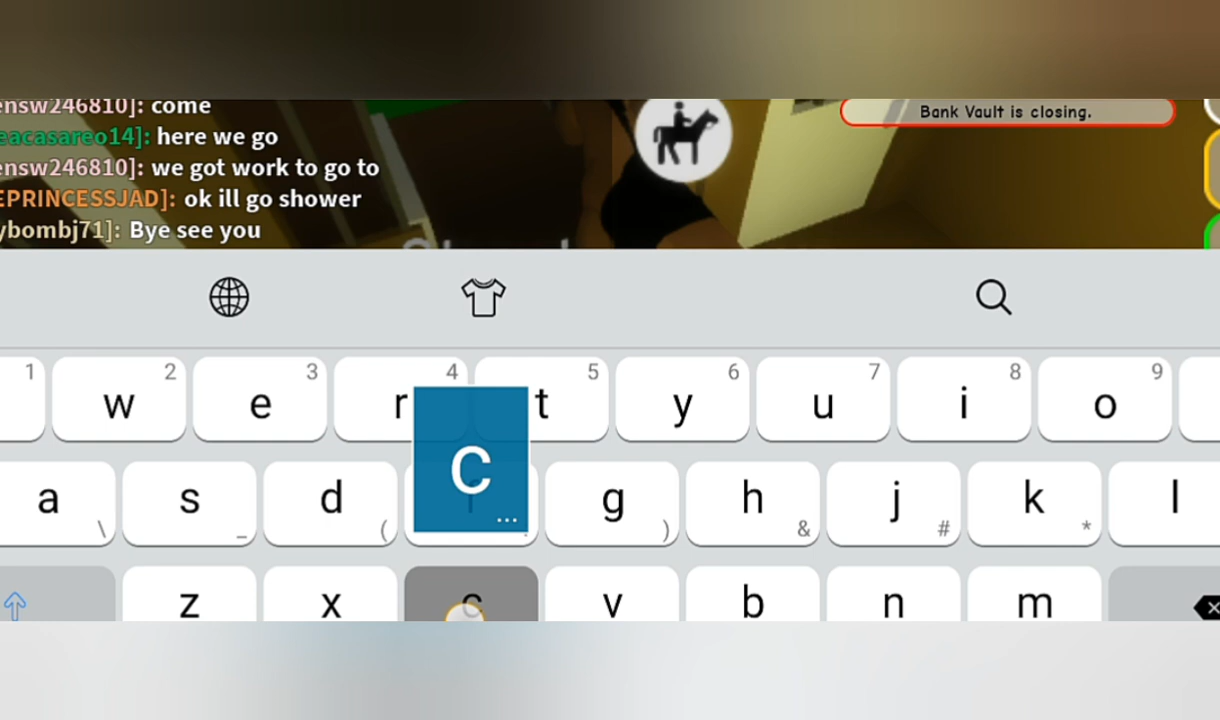 ensw246810]: come
eacasareo14]: here we go
ensw246810]: we got work to go to
EPRINCESSJAD]: ok ill go shower
ybombj71]: Bye see you
Bank Vault is closing.
1 2 3 4 5 6 7 8 9
w e r t y u i o
c
...
a s d g h j k l
\ _ ( ) & # *
z x c v b n m